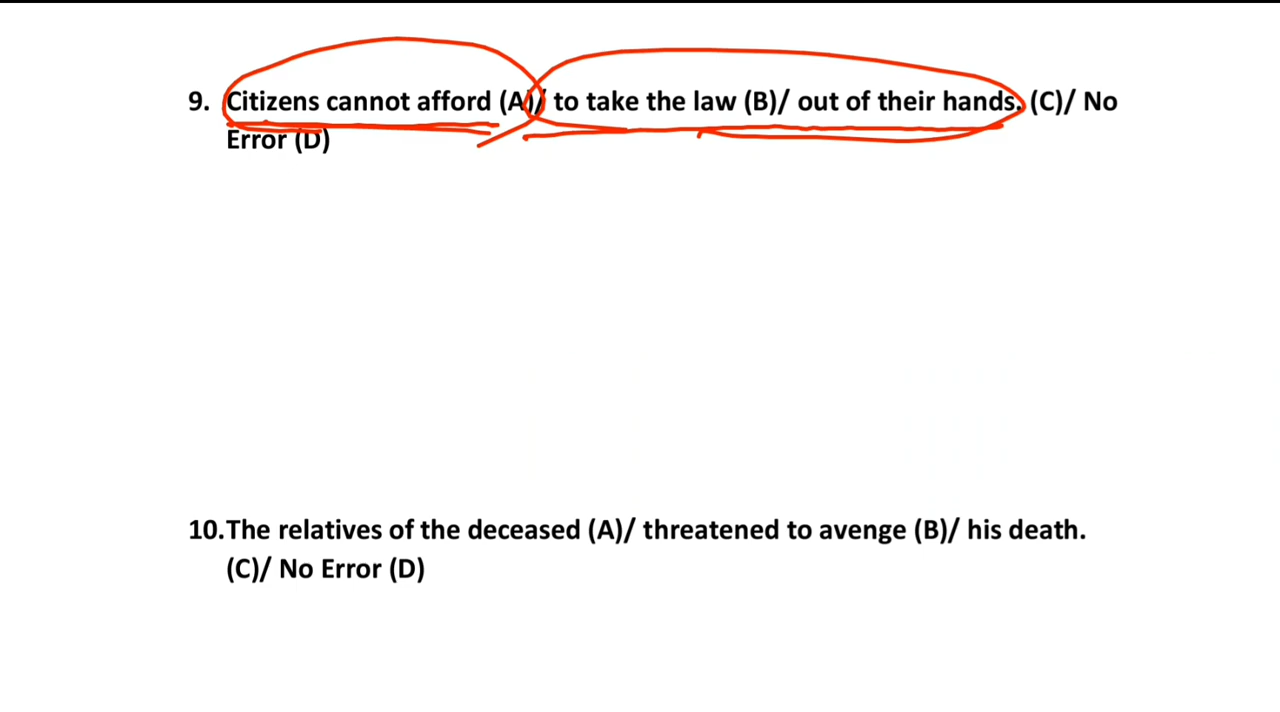 9. Citizens cannot afford (A)/ to take the law (B)/ out of their hands. (C)/ No
Error (D)
10.The relatives of the deceased (A)/ threatened to avenge (B)/ his death.
(C)/ No Error (D)